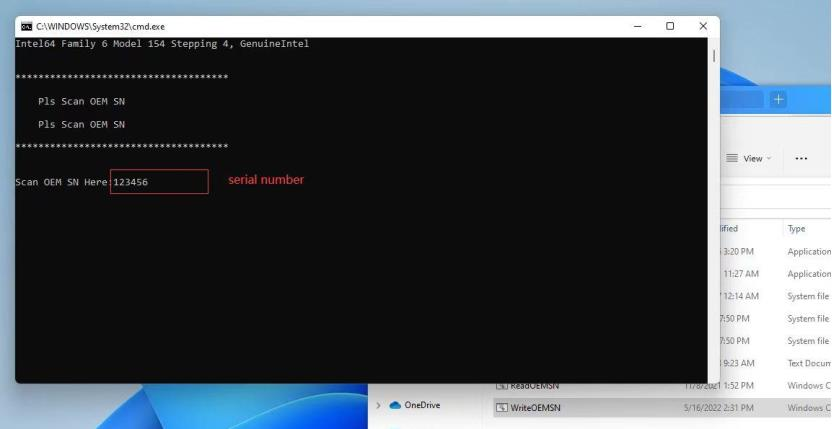 C:\WINDOWS\System32\cmd.exe
Intel64 Family 6 Model 154 Stepping 4, GenuineIntel
*************************************
Pls Scan OEM SN
Pls Scan OEM SN
*************************************
Scan OEM SN Here:123456
serial number
View
Type
3:20 PM Application
11:27 AM Application
12:14 AM System file
7:50 PM System file
7:50 PM System file
9:23 AM Text Docum
ReadOEMSN 11/8/2021 1:52 PM Windows C
OneDrive
WriteOEMSN 5/16/2022 2:31 PM Windows C